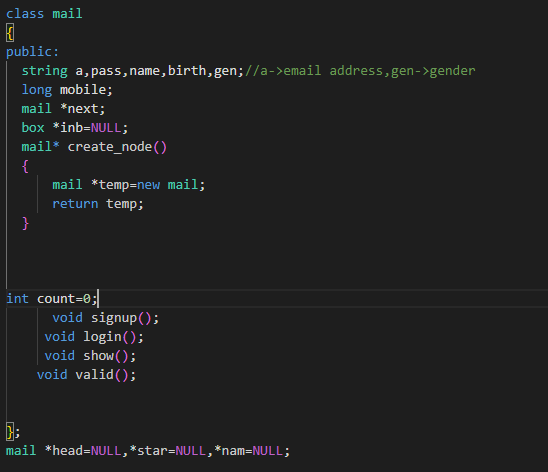 class mail
{
public:
string a,pass,name,birth,gen;//a->email address,gen->gender
long mobile;
mail *next;
box *inb=NULL;
mail* create_node()
{
mail *temp=new mail;
return temp;
}
int count=0;
void signup();
void login();
void show();
void valid();
};
mail *head=NULL,*star=NULL,*nam=NULL;